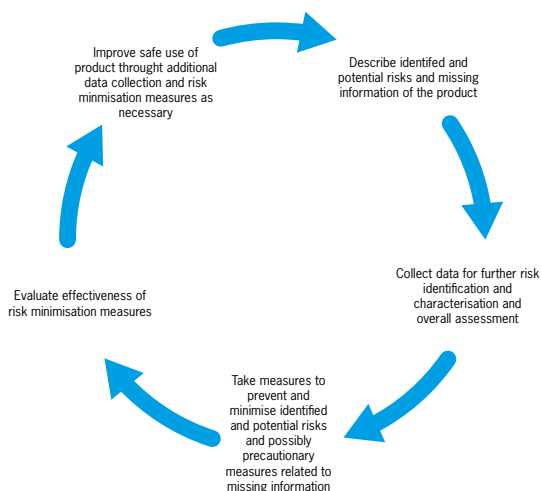 Improve safe use of
product throught additional
data collection and risk
minmisation measures as
necessary
Describe identifed and
potential risks and missing
information of the product
Collect data for further risk
identification and
characterisation and
overall assessment
Take measures to
prevent and
minimise identified
and potential risks
and possibly
precautionary
measures related to
missing information
Evaluate effectiveness of
risk minimisation measures